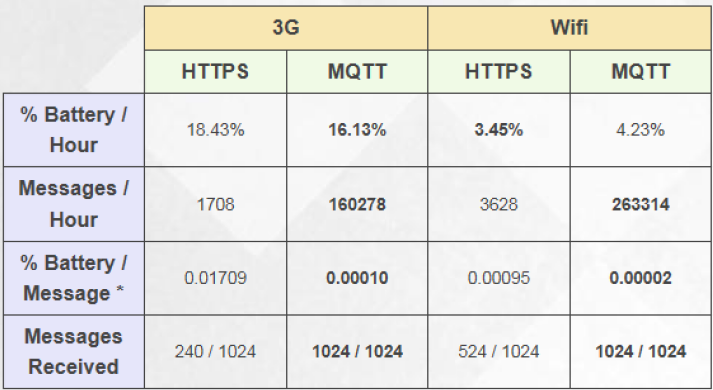 3G Wifi
HTTPS MQTT HTTPS MQTT
% Battery /
Hour
18.43% 16.13% 3.45% 4.23%
Messages /
Hour
1708 160278 3628 263314
% Battery /
Message *
0.01709 0.00010 0.00095 0.00002
Messages
Received
240 / 1024 1024 / 1024 524 / 1024 1024 / 1024